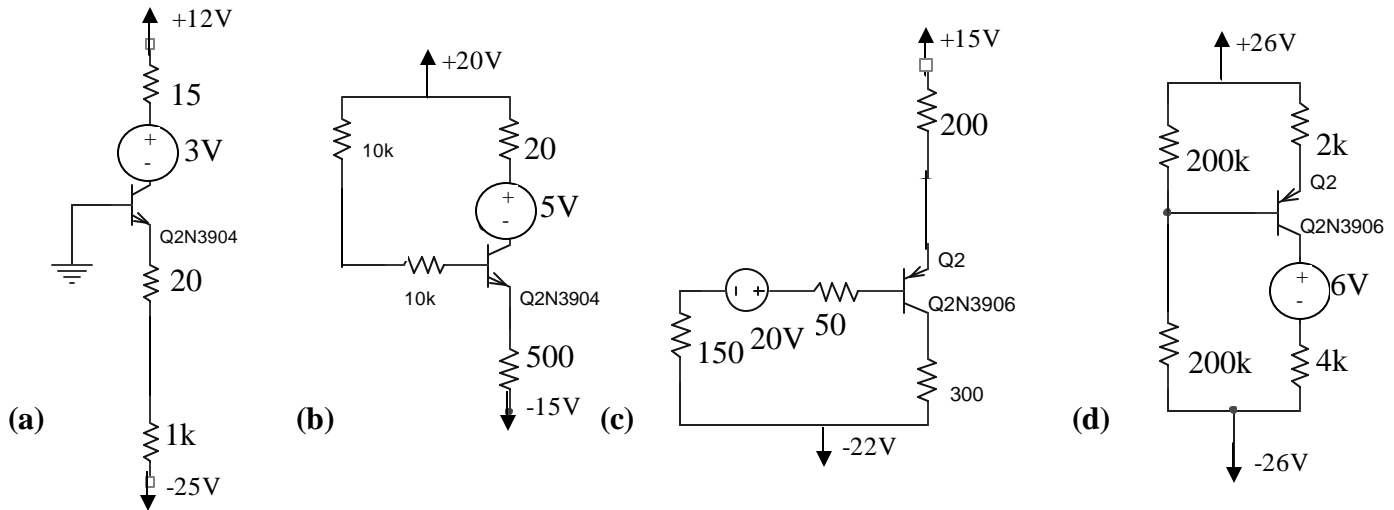 +12V
15
+
3V
-
Q2N3904
20
1k
-25V
(a)
+20V
10k
20
+
5V
-
10k
Q2N3904
500
-15V
(b)
+15V
200
Q2
Q2N3906
- +
20V
50
150
300
-22V
(c)
+26V
200k
2k
Q2
Q2N3906
+
6V
-
200k
4k
-26V
(d)